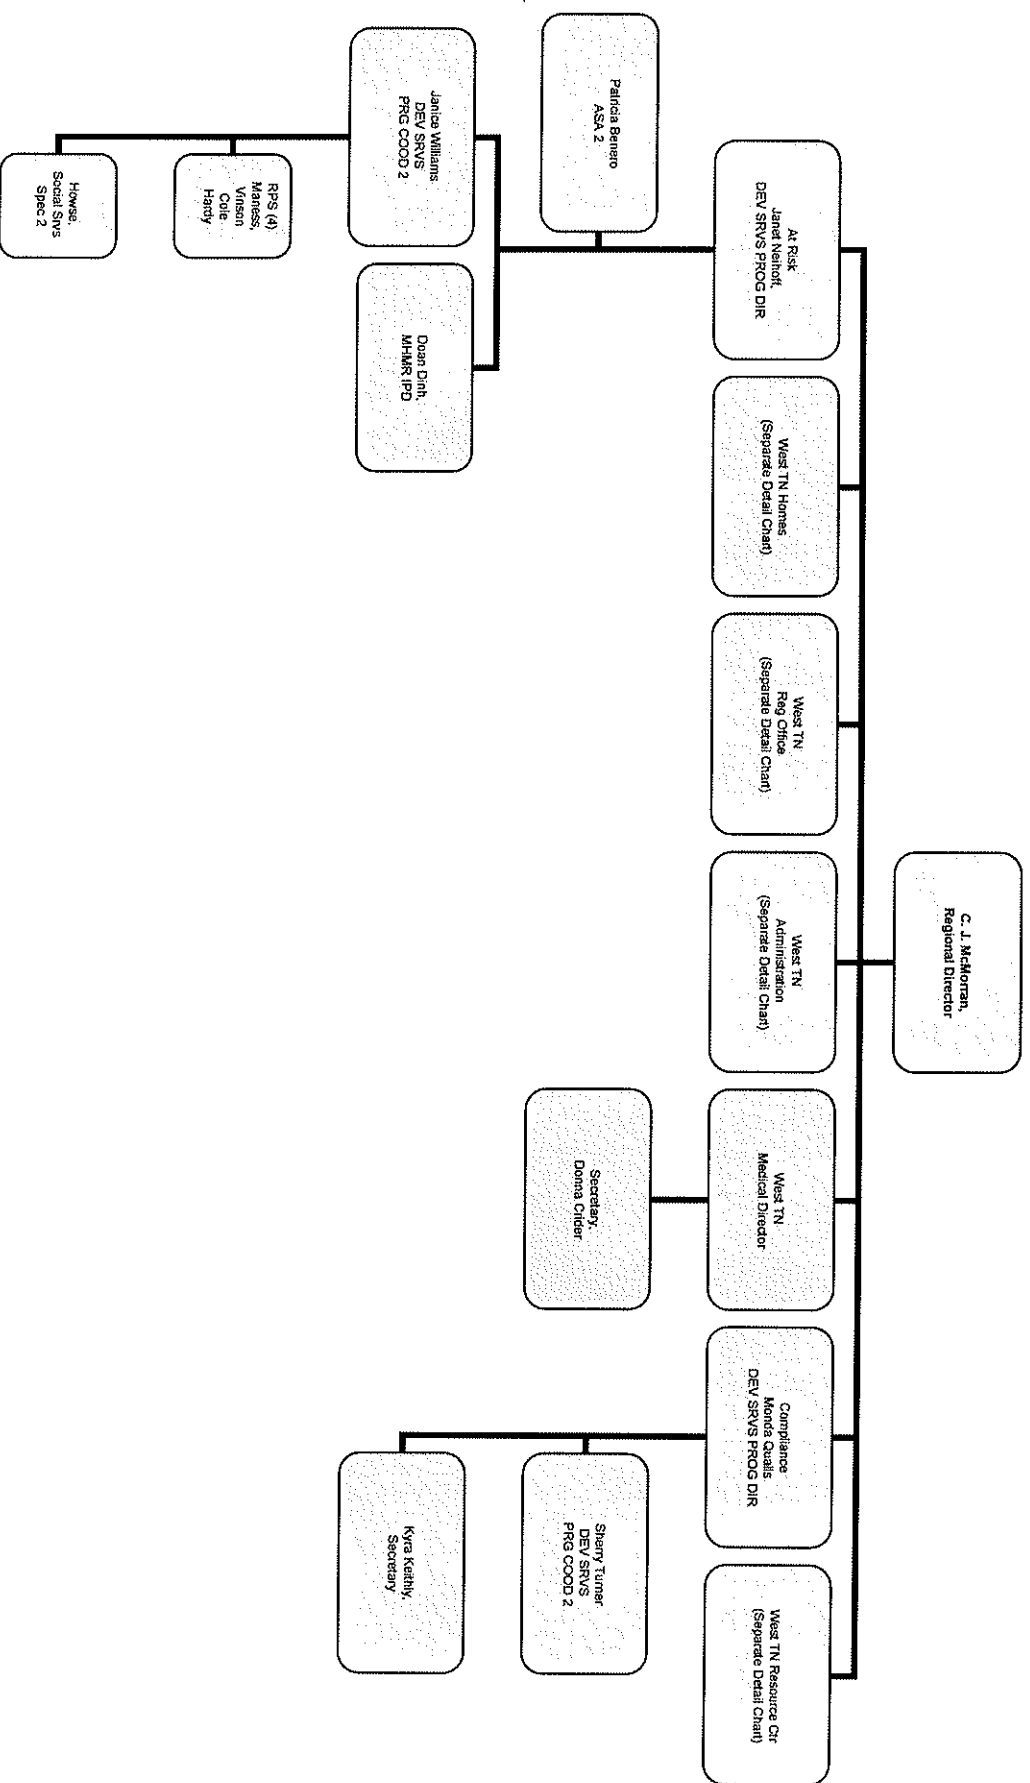 C. J. McMorran,
Regional Director
At Risk
Janet Neihoff,
DEV SRVS PROG DIR
West TN Homes
(Separate Detail Chart)
West TN
Reg Office
(Separate Detail Chart)
West TN
Administration
(Separate Detail Chart)
West TN
Medical Director
Compliance
Monda Qualls
DEV SRVS PROG DIR
West TN Resource Ctr
(Separate Detail Chart)
Patricia Benero
ASA 2
Secretary,
Donna Crider
Sherry Turner
DEV SRVS
PRG COOD 2
Janice Williams
DEV SRVS
PRG COOD 2
Doan Dinh,
MHMR IPD
Kyra Keithly,
Secretary
RPS (4)
Maness,
Vinson
Cole
Hardy
Howse,
Social Srvs
Spec 2